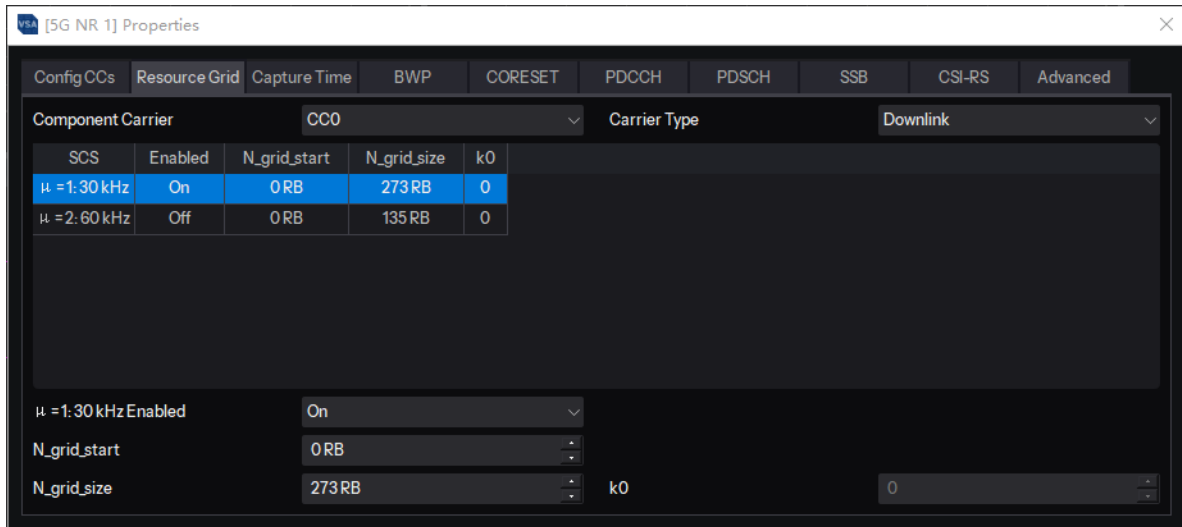 VSA [5G NR 1] Properties
Config CCs Resource Grid Capture Time BWP CORESET PDCCH PDSCH SSB CSI-RS Advanced
Component Carrier CC0 Carrier Type Downlink
SCS Enabled N_grid_start N_grid_size k0
μ=1:30 kHz On 0 RB 273 RB 0
μ=2:60 kHz Off 0 RB 135 RB 0
μ=1:30 kHz Enabled On
N_grid_start 0 RB
N_grid_size 273 RB k0 0